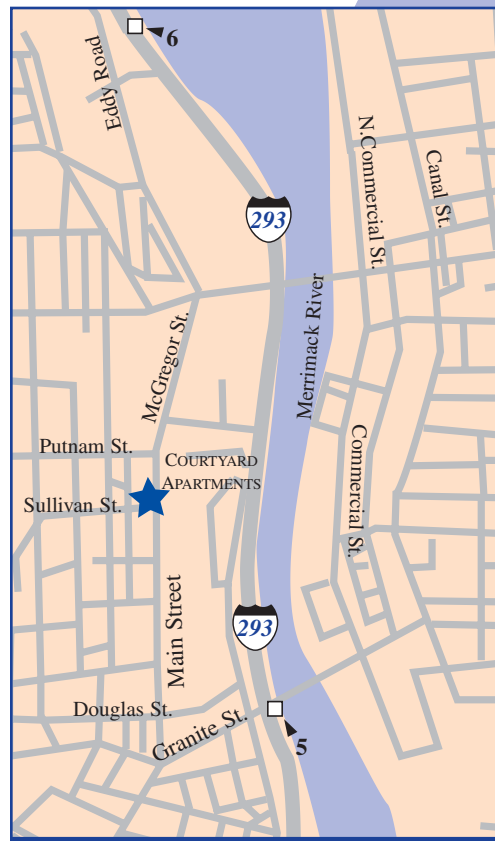 6
Eddy Road
N.Commercial St.
Canal St.
293
Merrimack River
McGregor St.
Putnam St.
COURTYARD
APARTMENTS
Sullivan St.
Commercial St.
Main Street
293
Douglas St.
Granite St.
5